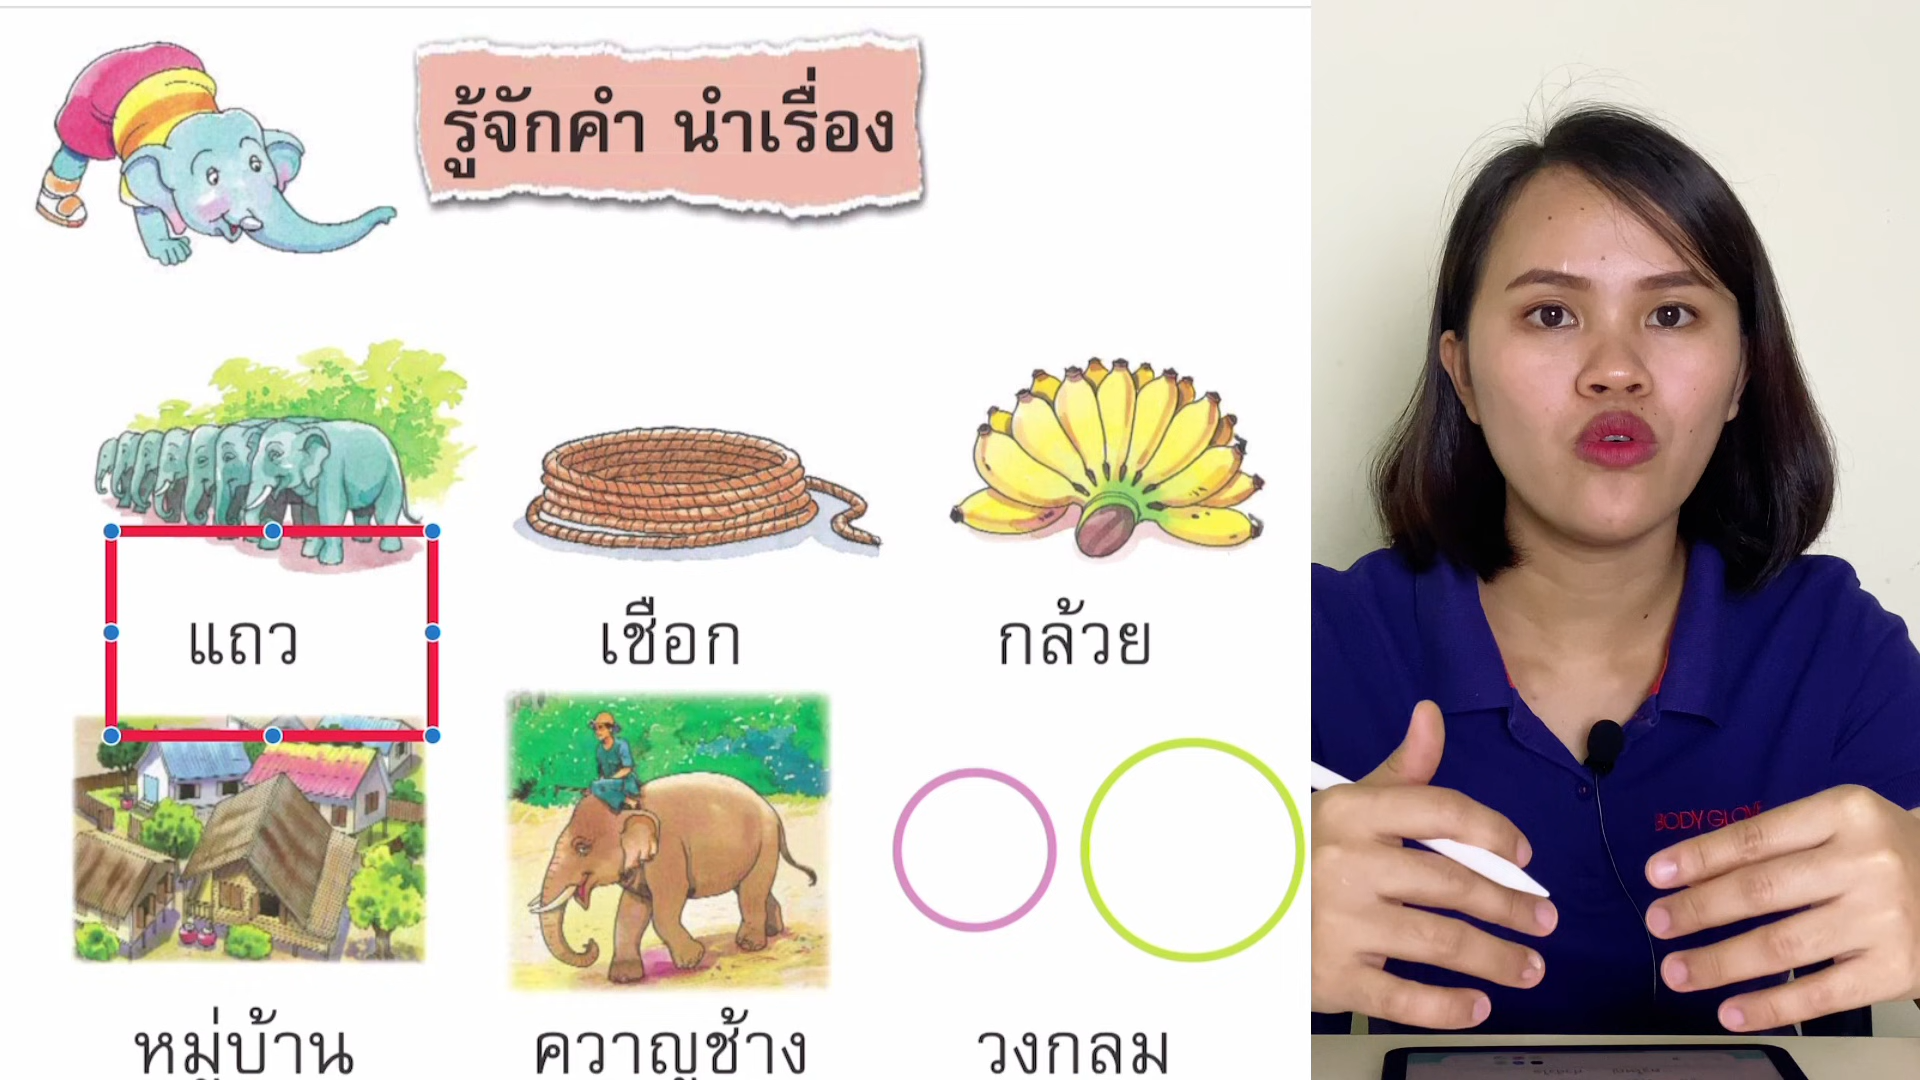 รู้จักคำ นำเรื่อง
แถว
เชือก
กล้วย
หมู่บ้าน
ควาญช้าง
วงกลม
BODY GLOVE